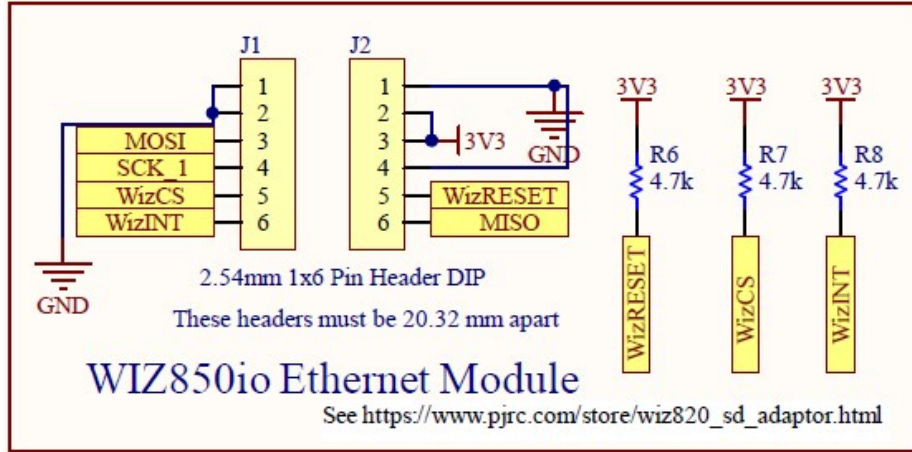 J1
J2
1
2
3
4
5
6
MOSI
SCK_1
WizCS
WizINT
GND
1
2
3
4
5
6
3V3
GND
WizRESET
MISO
3V3
R6
4.7k
WizRESET
3V3
R7
4.7k
WizCS
3V3
R8
4.7k
WizINT
2.54mm 1x6 Pin Header DIP
These headers must be 20.32 mm apart
WIZ850io Ethernet Module
See https://www.pjrc.com/store/wiz820_sd_adaptor.html